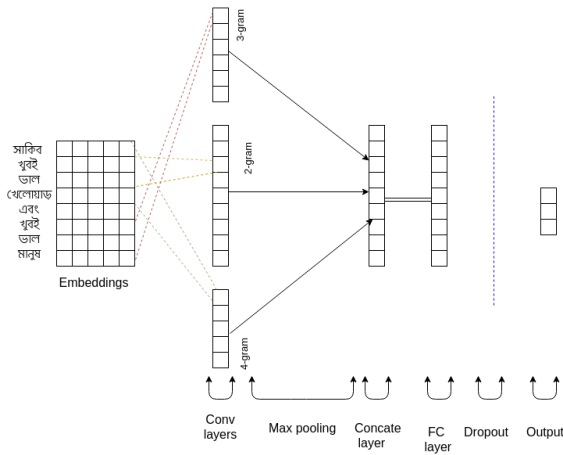 3-gram
2-gram
সাকিব
খুবই
ভাল
খেলোয়াড়
এবং
খুবই
ভাল
মানুষ
Embeddings
4-gram
Conv
layers
Max pooling
Concate
layer
FC
layer
Dropout
Output